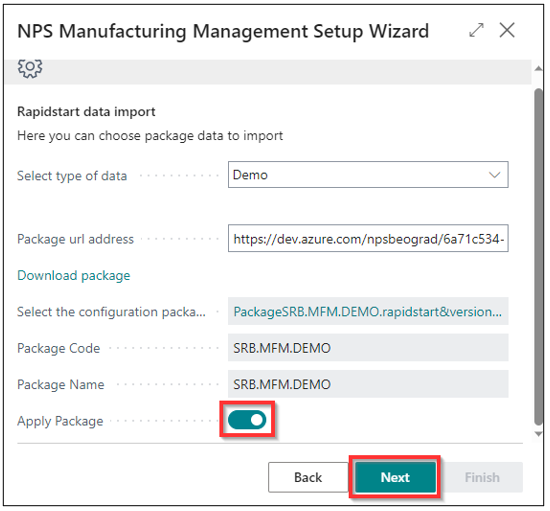 NPS Manufacturing Management Setup Wizard
Rapidstart data import
Here you can choose package data to import
Select type of data
Demo
Package url address
https://dev.azure.com/npsbeograd/6a71c534-
Download package
Select the configuration packa...
PackageSRB.MFM.DEMO.rapidstart&version...
Package Code
SRB.MFM.DEMO
Package Name
SRB.MFM.DEMO
Apply Package
Back
Next
Finish